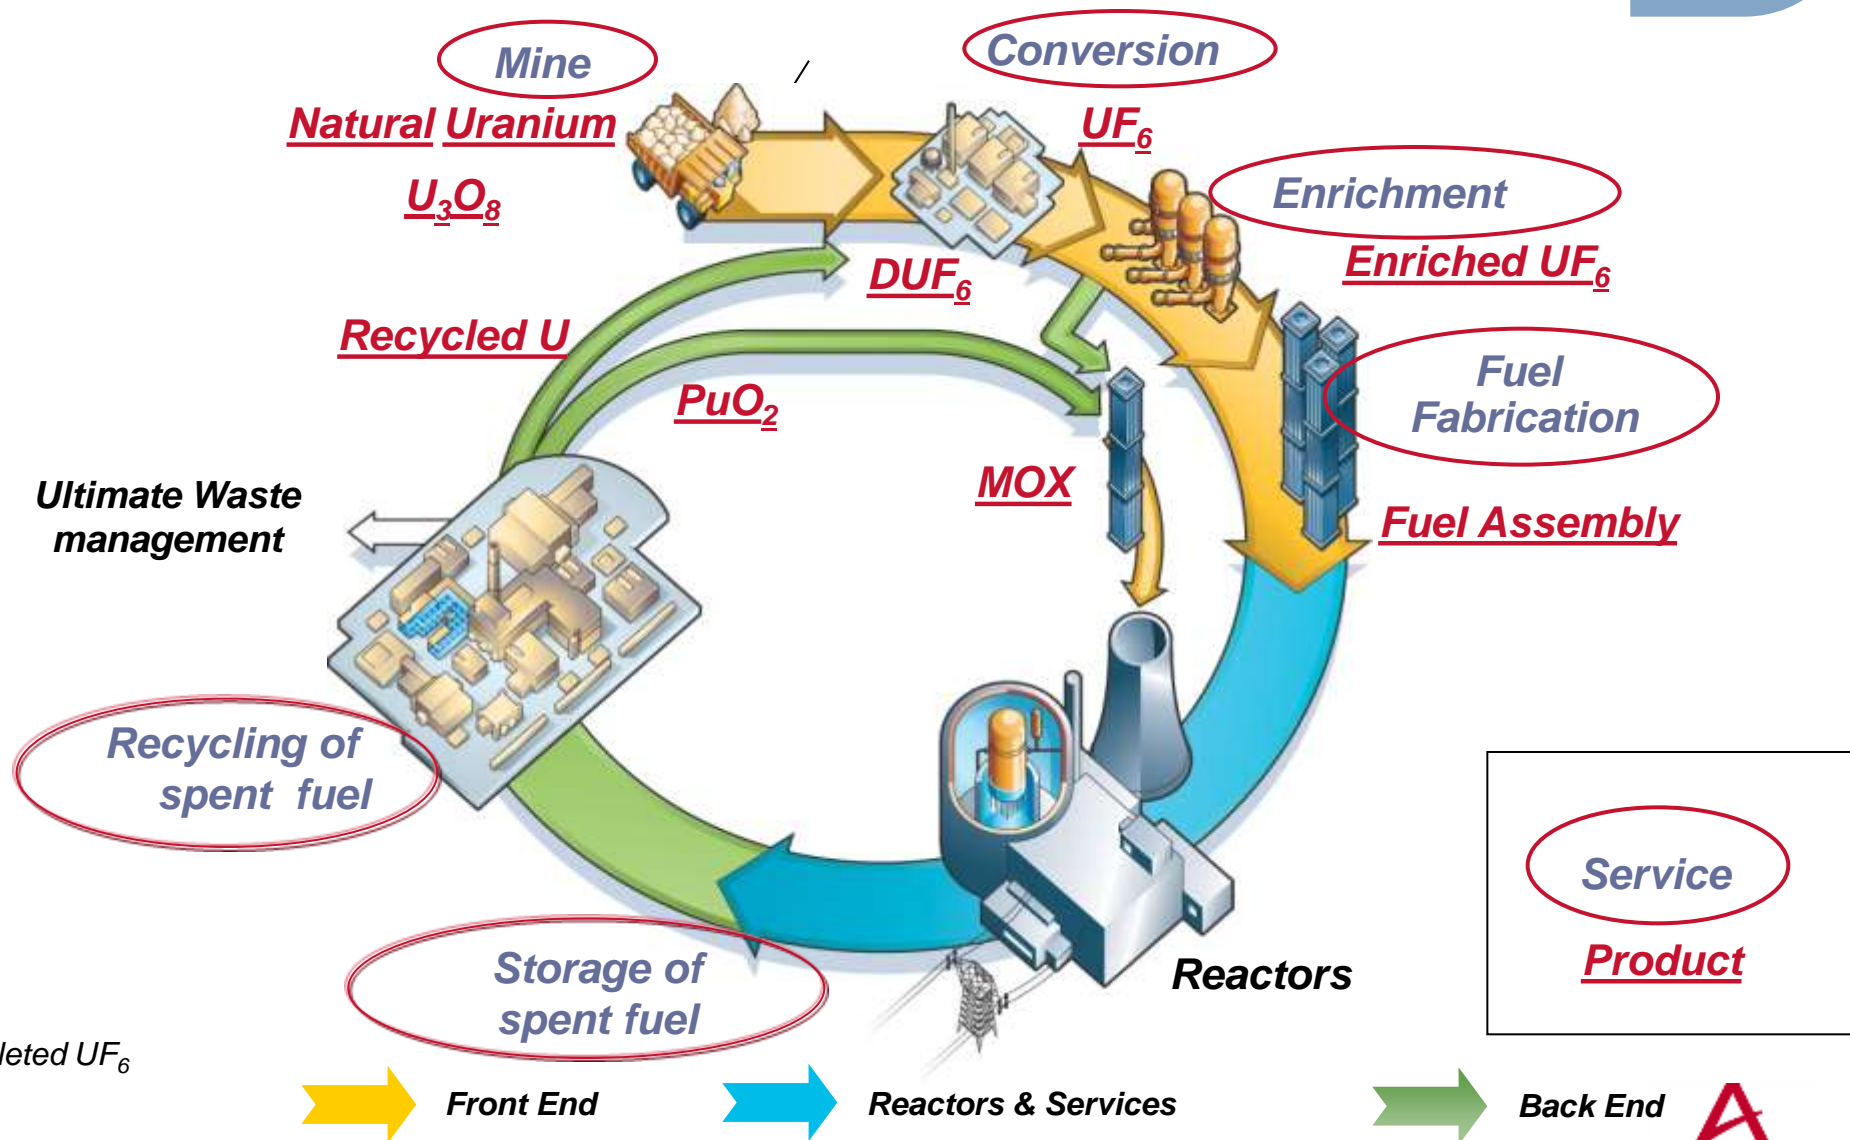 Mine
/
Conversion
Natural Uranium
UF6
U3O8
Enrichment
Enriched UF6
DUF6
Recycled U
Fuel
Fabrication
PuO2
MOX
Ultimate Waste
management
Fuel Assembly
Recycling of
spent fuel
Service
Product
Storage of
spent fuel
Reactors
leted UF6
Front End
Reactors & Services
Back End
A